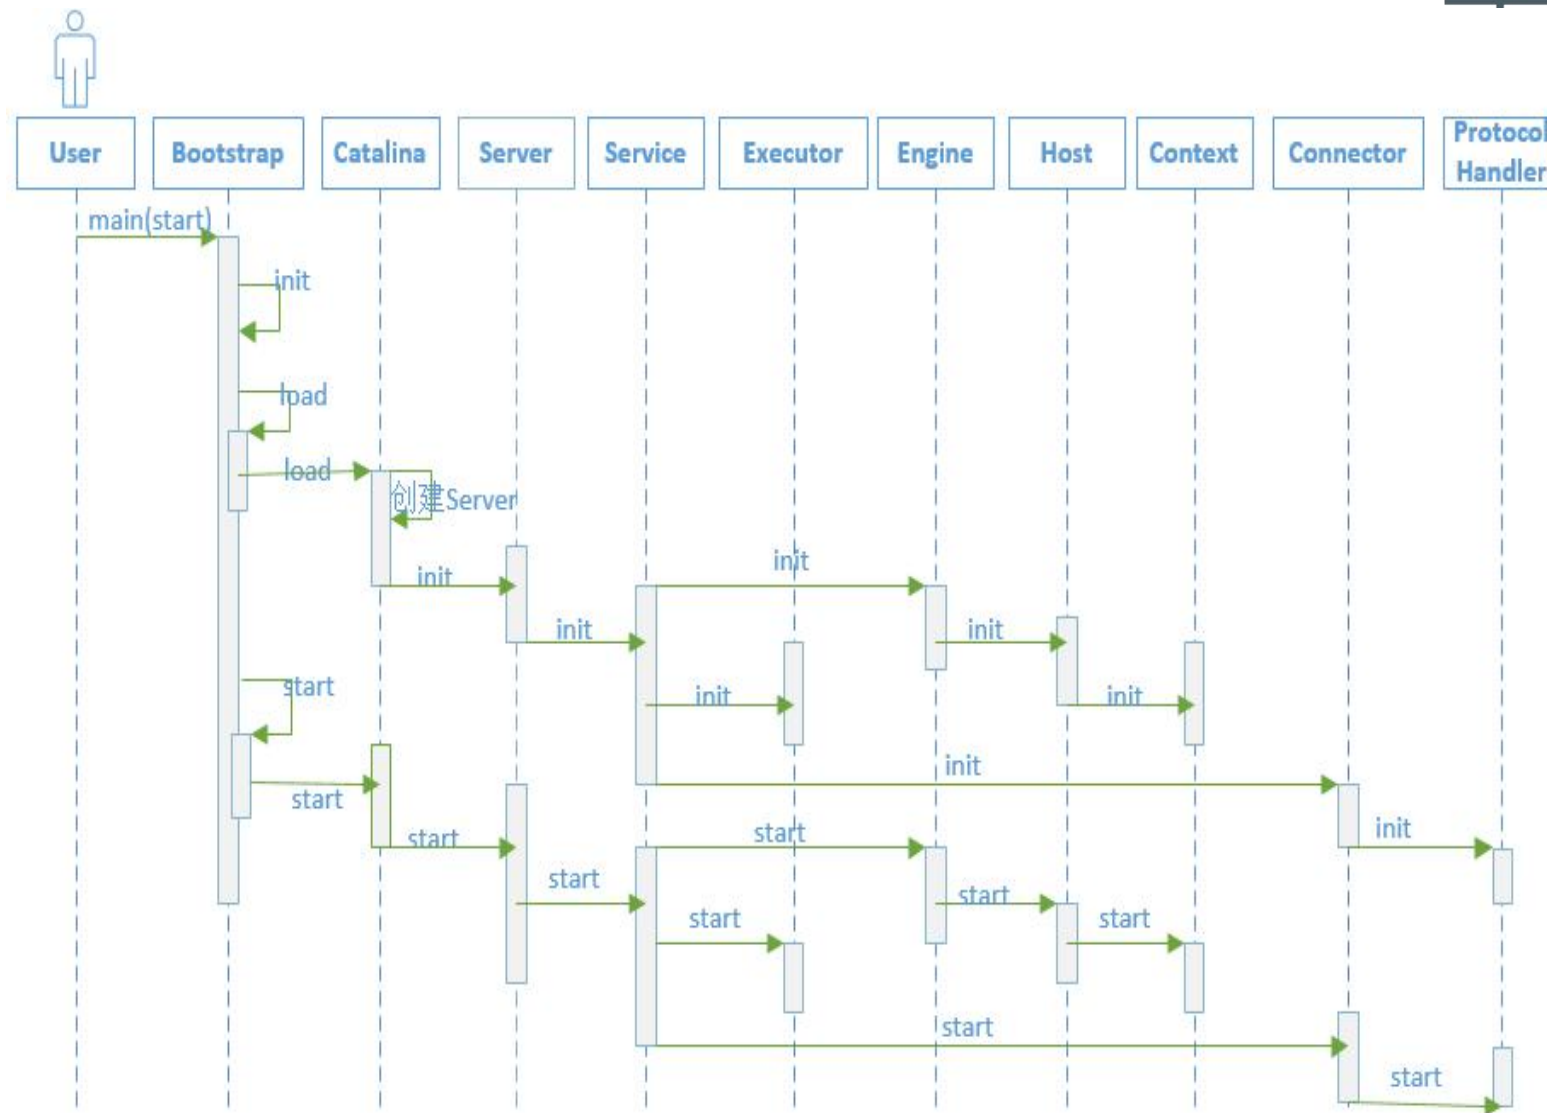 User
Bootstrap
Catalina
Server
Service
Executor
Engine
Host
Context
Connector
Protocol
Handler
main(start)
init
load
load
创建Server
init
init
init
init
init
init
start
init
start
init
start
start
start
start
start
start
start
start